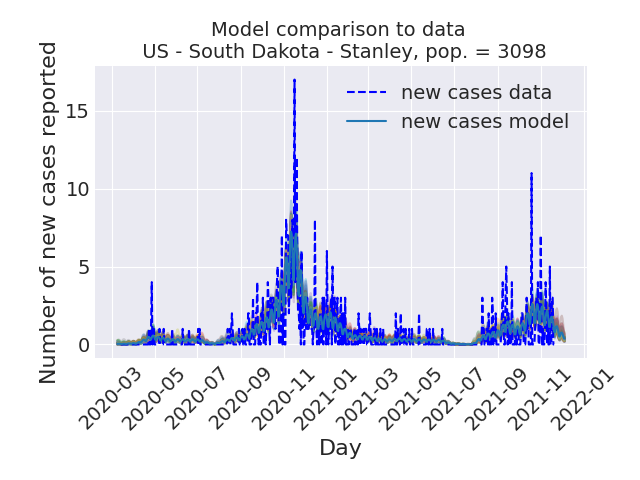 Model comparison to data
US - South Dakota - Stanley, pop. = 3098
Number of new cases reported
15
10
5
0
new cases data
new cases model
2020-03
2020-05
2020-07
2020-09
2020-11
2021-01
2021-03
2021-05
2021-07
2021-09
2021-11
2022-01
Day